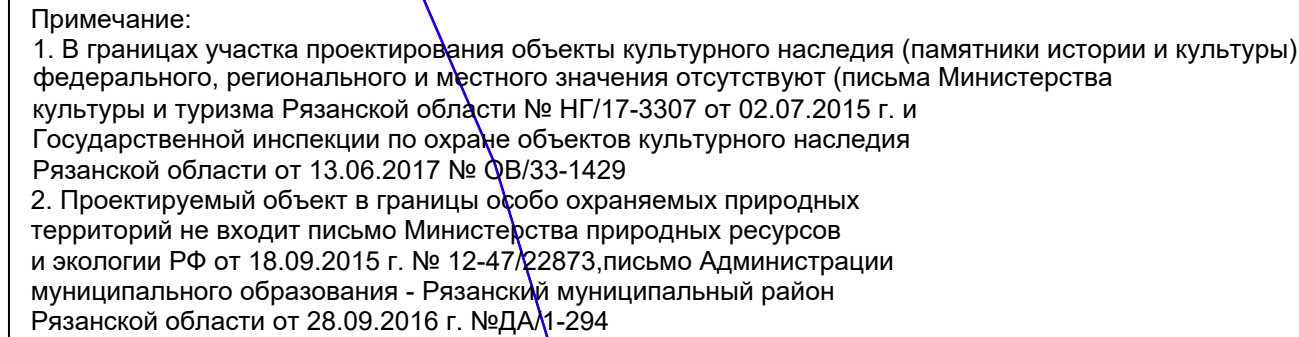 Примечание:
1. В границах участка проектирования объекты культурного наследия (памятники истории и культуры)
федерального, регионального и местного значения отсутствуют (письма Министерства
культуры и туризма Рязанской области № НГ/17-3307 от 02.07.2015 г. и
Государственной инспекции по охране объектов культурного наследия
Рязанской области от 13.06.2017 № ОВ/33-1429
2. Проектируемый объект в границы особо охраняемых природных
территорий не входит письмо Министерства природных ресурсов
и экологии РФ от 18.09.2015 г. № 12-47/22873,письмо Администрации
муниципального образования - Рязанский муниципальный район
Рязанской области от 28.09.2016 г. №ДА/1-294